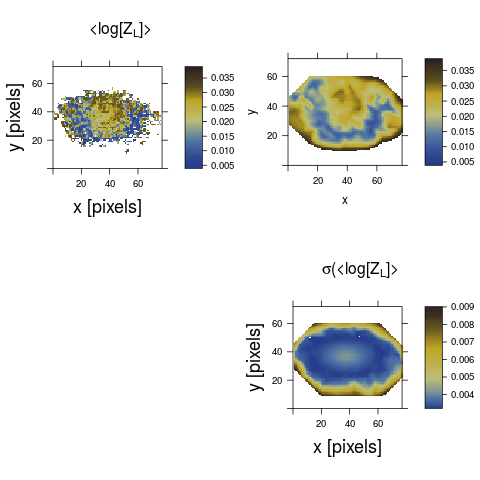 <log[Z_L]>
60
40
20
20 40 60
x [pixels]
y [pixels]
0.035
0.030
0.025
0.020
0.015
0.010
0.005
60
40
20
20 40 60
x
y
0.035
0.030
0.025
0.020
0.015
0.010
0.005
σ(<log[Z_L]>
60
40
20
20 40 60
x [pixels]
y [pixels]
0.009
0.008
0.007
0.006
0.005
0.004